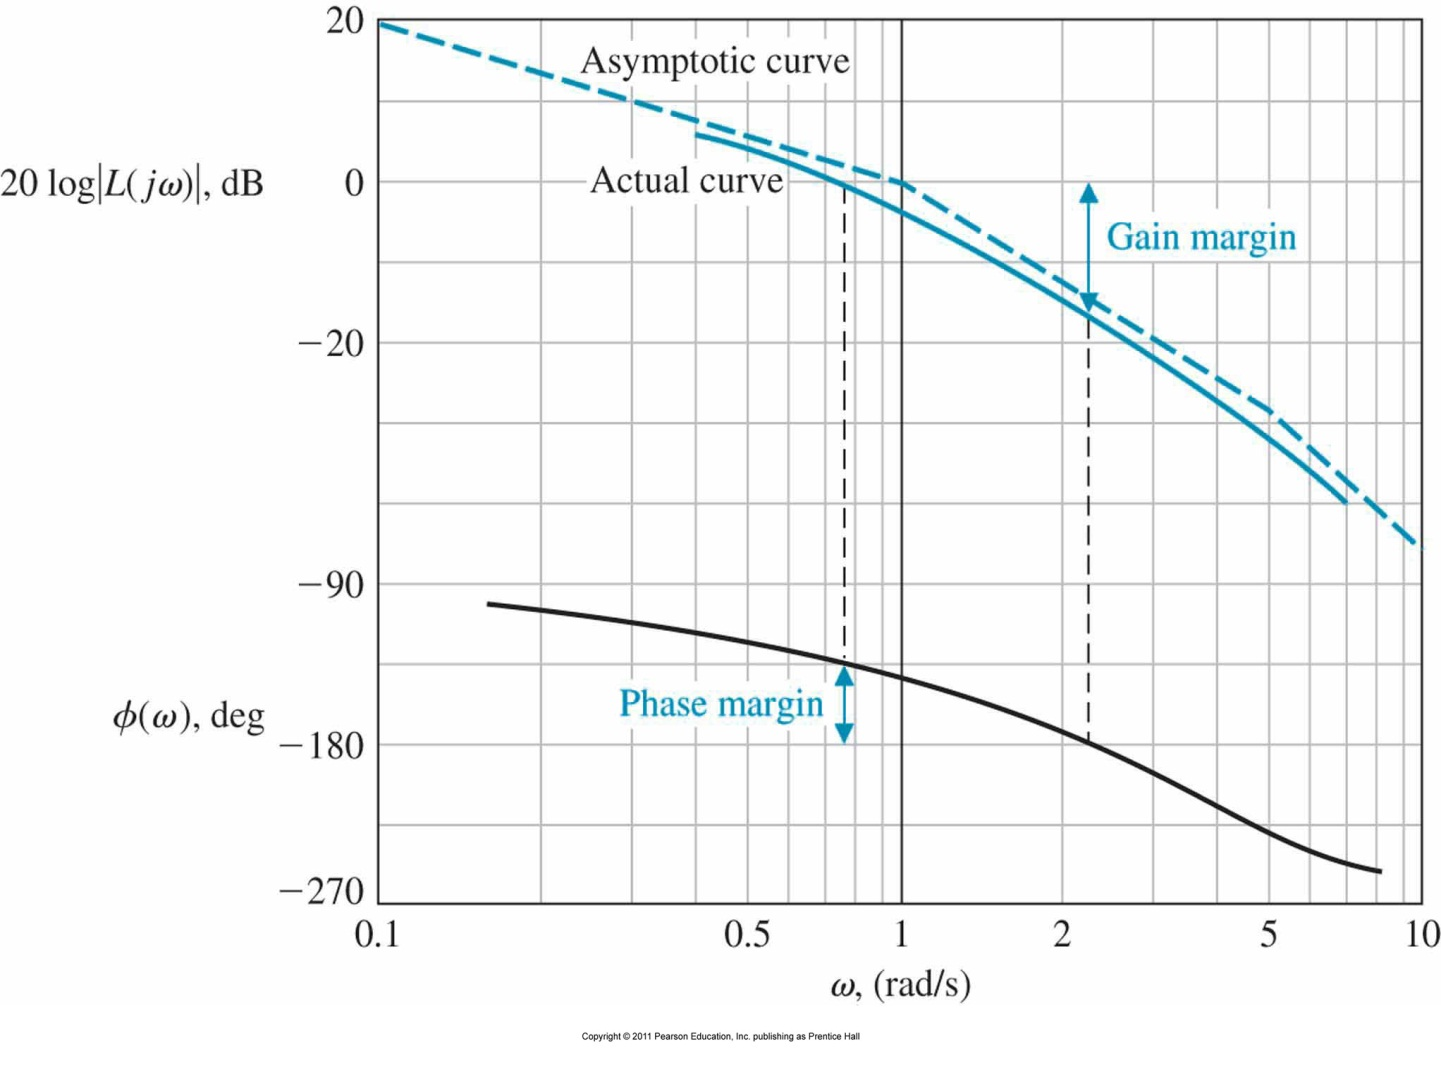 20
Asymptotic curve
20 log|L(jω)|, dB
0
Actual curve
Gain margin
−20
−90
Phase margin
ϕ(ω), deg
−180
−270
0.1
0.5
1
2
5
10
ω, (rad/s)
Copyright © 2011 Pearson Education, Inc. publishing as Prentice Hall